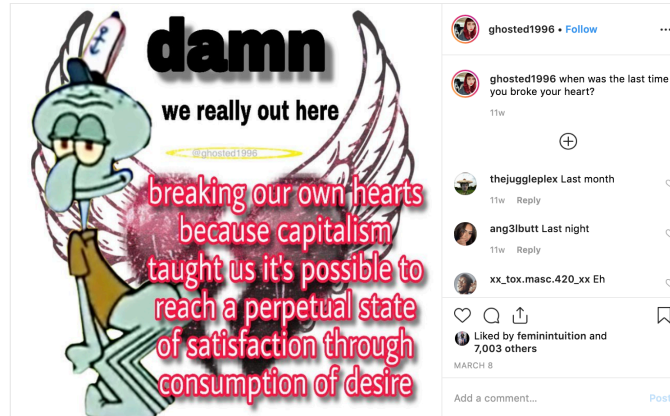 damn
we really out here
@ghosted1996
breaking our own hearts
because capitalism
taught us it's possible to
reach a perpetual state
of satisfaction through
consumption of desire
ghosted1996 • Follow
ghosted1996 when was the last time
you broke your heart?
11w
thejuggleplex Last month
11w Reply
ang3lbutt Last night
11w Reply
xx_tox.masc.420_xx Eh
Liked by feminintuition and
7,003 others
MARCH 8
Add a comment... Post